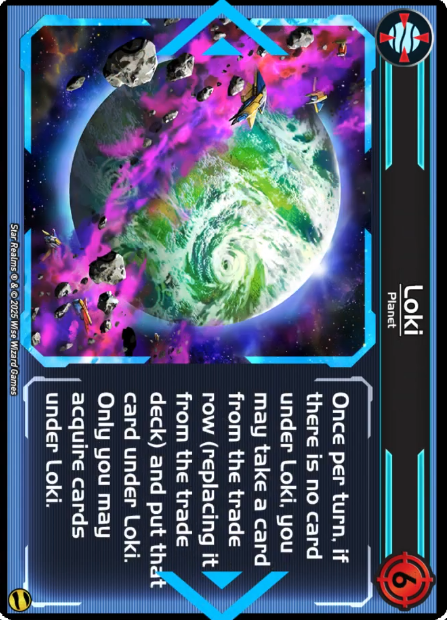 Loki
Planet
6
Once per turn, if
there is no card
under Loki, you
may take a card
from the trade
row (replacing it
from the trade
deck) and put that
card under Loki.
Only you may
acquire cards
under Loki.
Star Realms® & © 2025 Wise Wizard Games